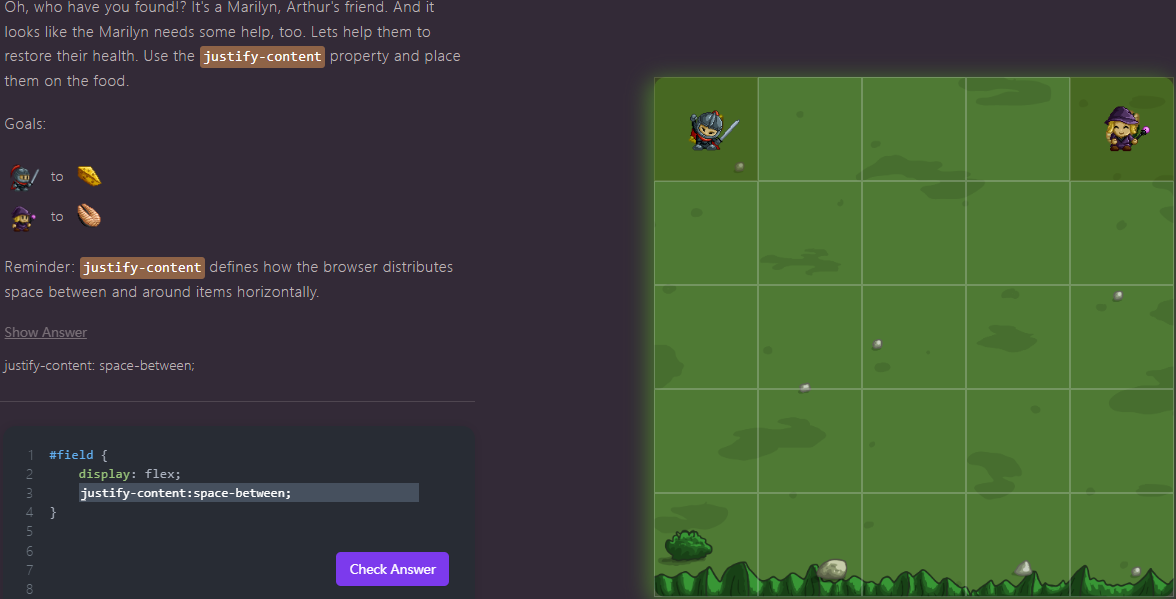 Oh, who have you found!? It's a Marilyn, Arthur's friend. And it
looks like the Marilyn needs some help, too. Lets help them to
restore their health. Use the justify-content property and place
them on the food.
Goals:
to
to
Reminder: justify-content defines how the browser distributes
space between and around items horizontally.
Show Answer
justify-content: space-between;
1 #field {
2 display: flex;
3 justify-content:space-between;
4 }
5
6
7
8
Check Answer